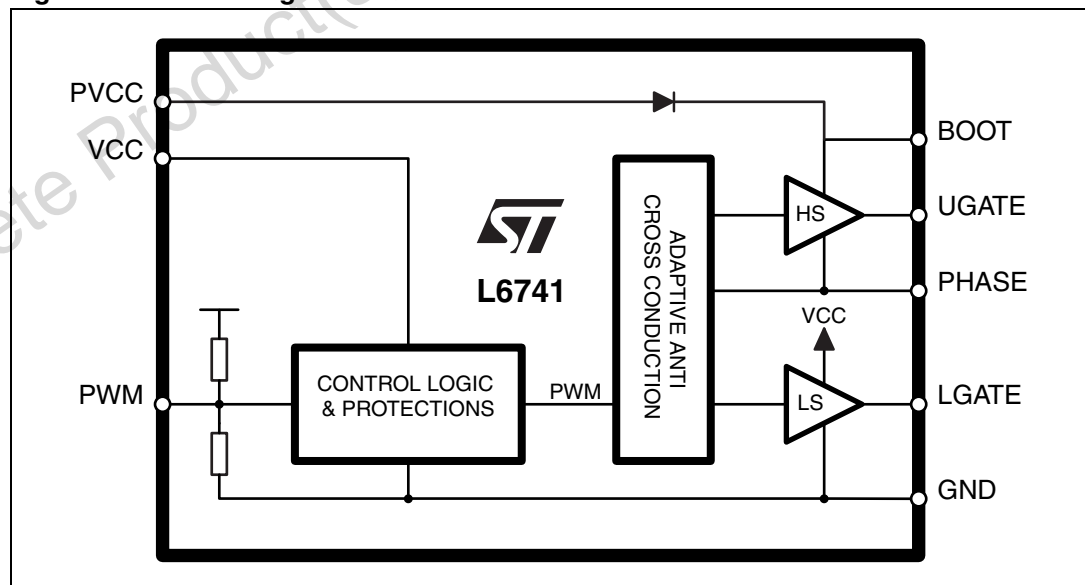 PVCC
VCC
BOOT
UGATE
PHASE
LGATE
GND
PWM
ST
L6741
CONTROL LOGIC
& PROTECTIONS
PWM
ADAPTIVE ANTI
CROSS CONDUCTION
HS
VCC
LS